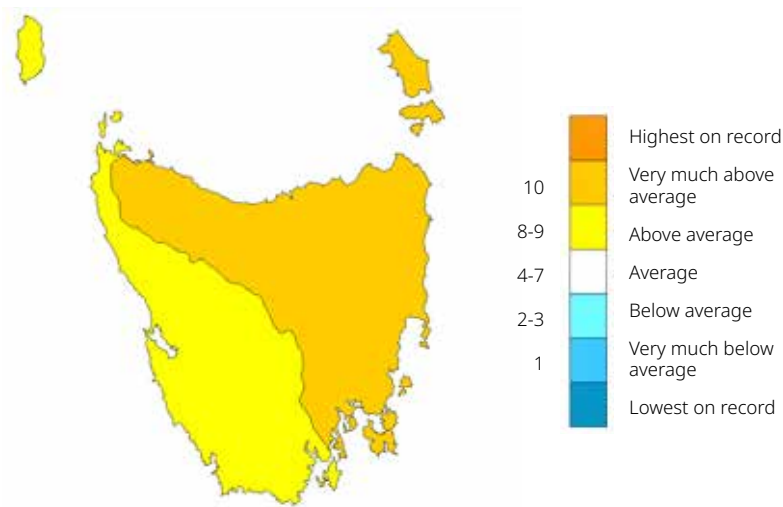 Highest on record
10
Very much above
average
8-9
Above average
4-7
Average
2-3
Below average
1
Very much below
average
Lowest on record